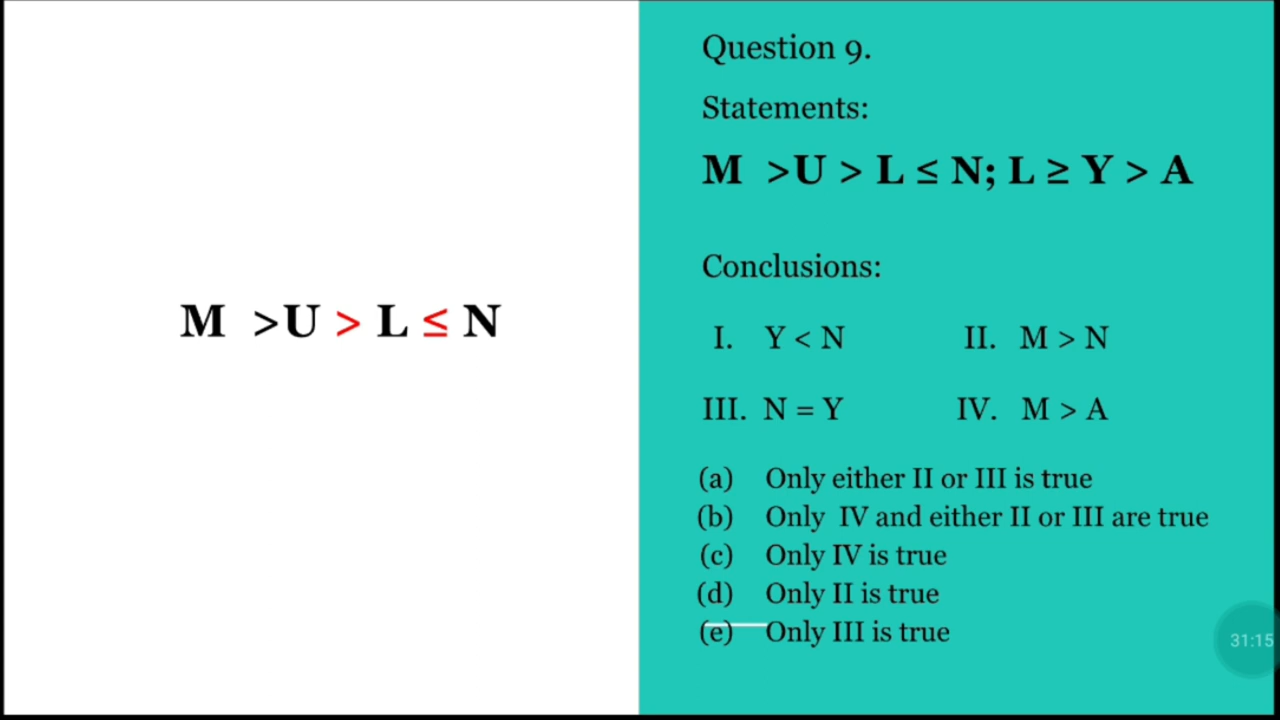 M >U > L ≤ N
Question 9.
Statements:
M >U > L ≤ N; L ≥ Y > A
Conclusions:
I. Y < N II. M > N
III. N = Y IV. M > A
(a) Only either II or III is true
(b) Only IV and either II or III are true
(c) Only IV is true
(d) Only II is true
(e) Only III is true
31:15